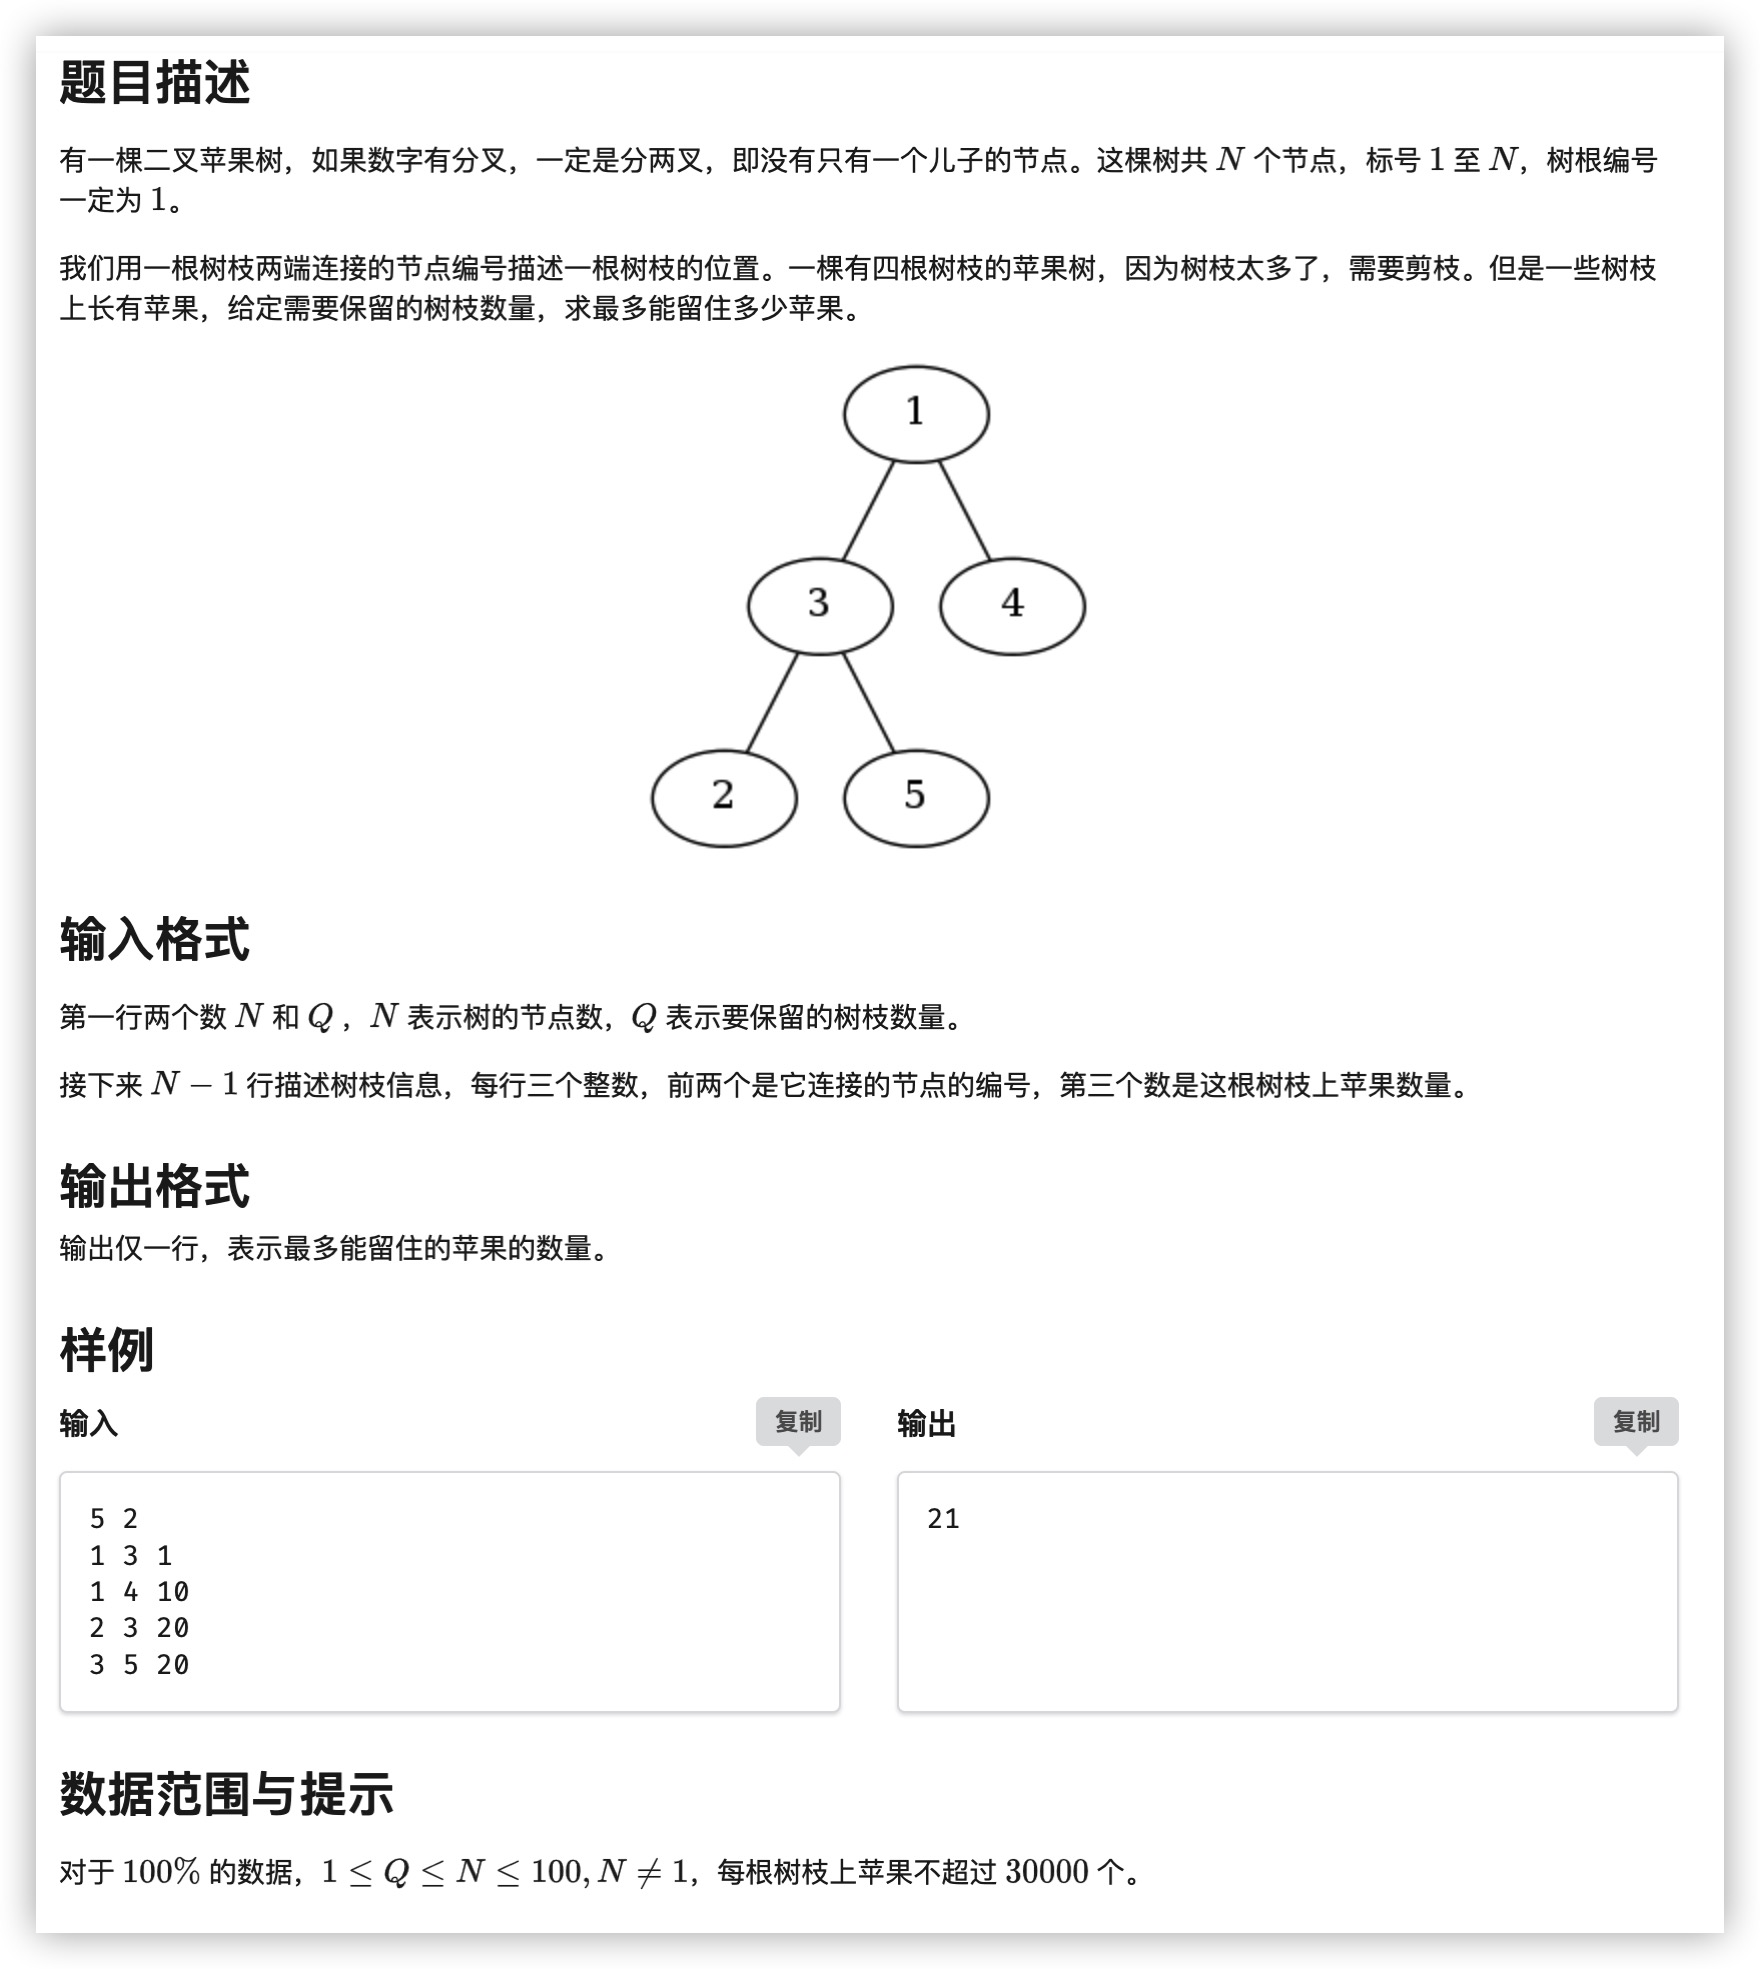 题目描述
有一棵二叉苹果树，如果数字有分叉，一定是分两叉，即没有只有一个儿子的节点。这棵树共 N 个节点，标号 1 至 N，树根编号
一定为 1。
我们用一根树枝两端连接的节点编号描述一根树枝的位置。一棵有四根树枝的苹果树，因为树枝太多了，需要剪枝。但是一些树枝
上长有苹果，给定需要保留的树枝数量，求最多能留住多少苹果。
1
3 4
2 5
输入格式
第一行两个数 N 和 Q ，N 表示树的节点数，Q 表示要保留的树枝数量。
接下来 N − 1 行描述树枝信息，每行三个整数，前两个是它连接的节点的编号，第三个数是这根树枝上苹果数量。
输出格式
输出仅一行，表示最多能留住的苹果的数量。
样例
输入 复制 输出 复制
5 2
1 3 1
1 4 10
2 3 20
3 5 20
21
数据范围与提示
对于 100% 的数据，1 ≤ Q ≤ N ≤ 100, N ≠ 1，每根树枝上苹果不超过 30000 个。